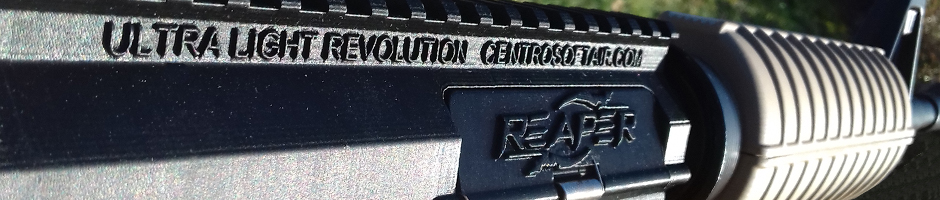 ULTRA LIGHT REVOLUTION CENTROSOFTAIR.COM
REAPER